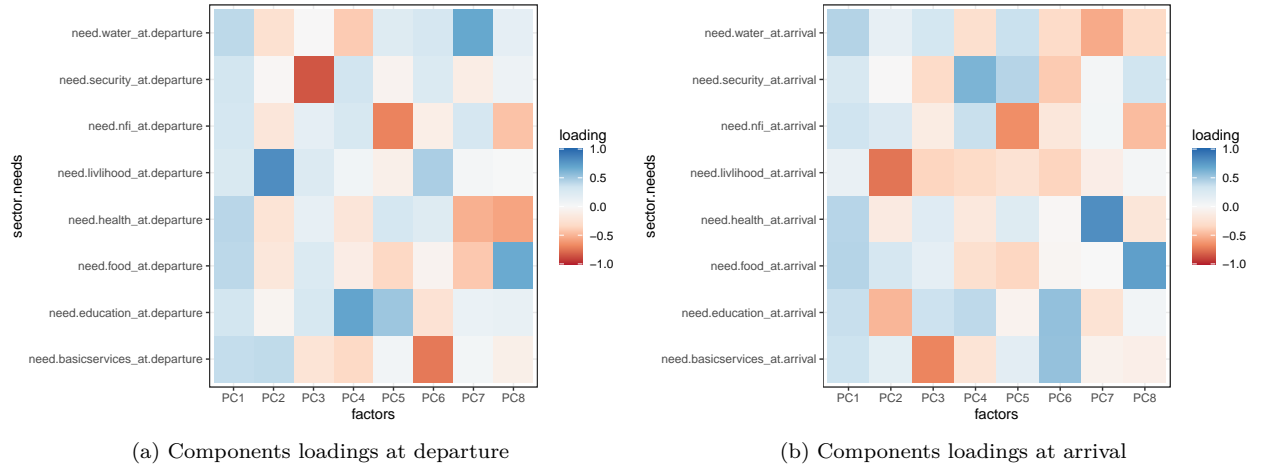 need.water_at.departure
need.security_at.departure
need.nfi_at.departure
need.livlihood_at.departure
need.health_at.departure
need.food_at.departure
need.education_at.departure
need.basicservices_at.departure
sector.needs
PC1 PC2 PC3 PC4 PC5 PC6 PC7 PC8
factors
loading
1.0
0.5
0.0
−0.5
−1.0
(a) Components loadings at departure
need.water_at.arrival
need.security_at.arrival
need.nfi_at.arrival
need.livlihood_at.arrival
need.health_at.arrival
need.food_at.arrival
need.education_at.arrival
need.basicservices_at.arrival
sector.needs
PC1 PC2 PC3 PC4 PC5 PC6 PC7 PC8
factors
loading
1.0
0.5
0.0
−0.5
−1.0
(b) Components loadings at arrival